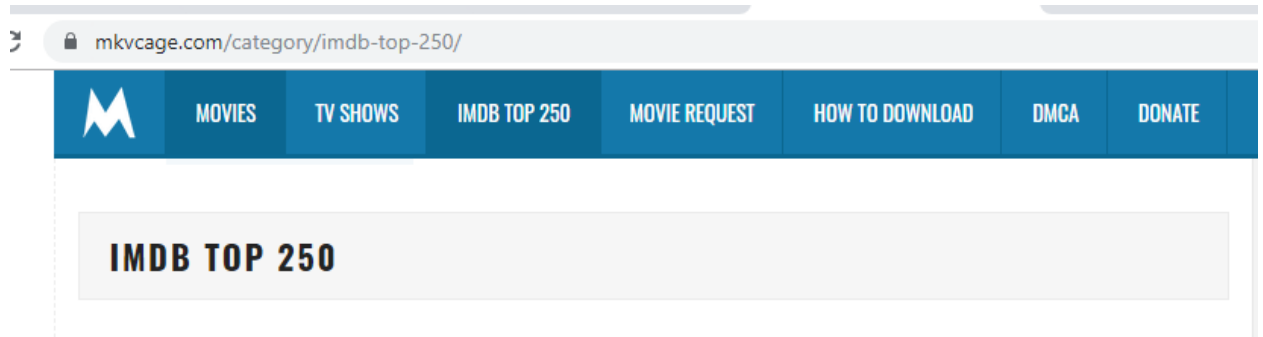 mkvcage.com/category/imdb-top-250/
MOVIES TV SHOWS IMDB TOP 250 MOVIE REQUEST HOW TO DOWNLOAD DMCA DONATE
IMDB TOP 250